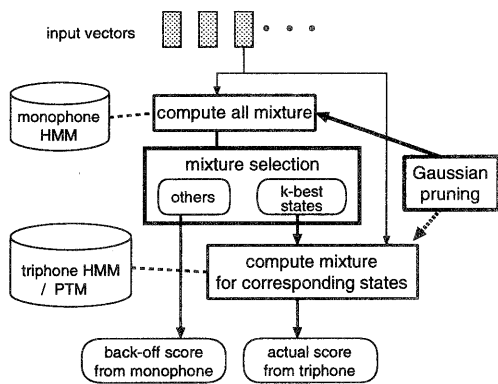 input vectors
monophone
HMM
compute all mixture
mixture selection
others
k-best
states
Gaussian
pruning
triphone HMM
/ PTM
compute mixture
for corresponding states
back-off score
from monophone
actual score
from triphone